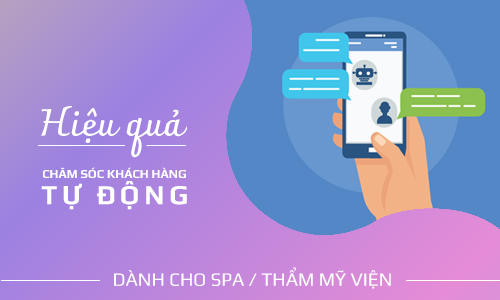 Hiệu quả
CHĂM SÓC KHÁCH HÀNG
TỰ ĐỘNG
DÀNH CHO SPA / THẨM MỸ VIỆN